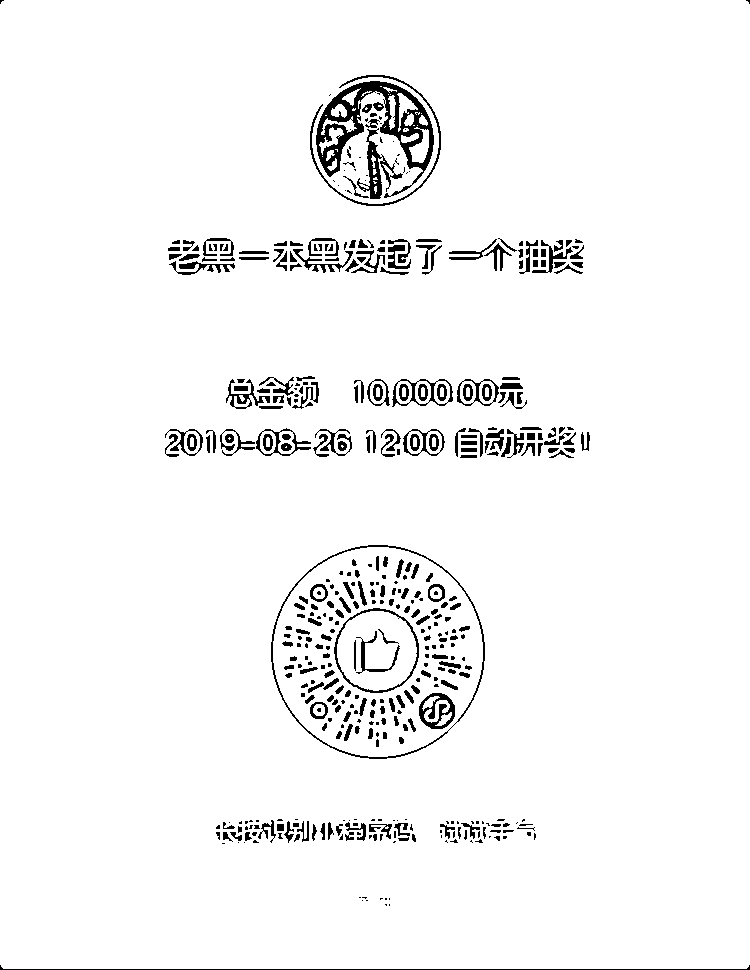 老黑一本黑发起了一个抽奖
总金额 10,000.00元
2019-08-26 12:00 自动开奖!
长按识别小程序码 试试手气